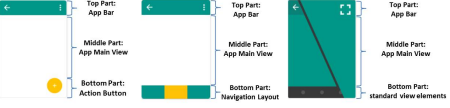 Top Part:
App Bar
Middle Part:
App Main View
Bottom Part:
Action Button
Top Part:
App Bar
Middle Part:
App Main View
Bottom Part:
Navigation Layout
Top Part:
App Bar
Middle Part:
App Main View
Bottom Part:
standard view elements